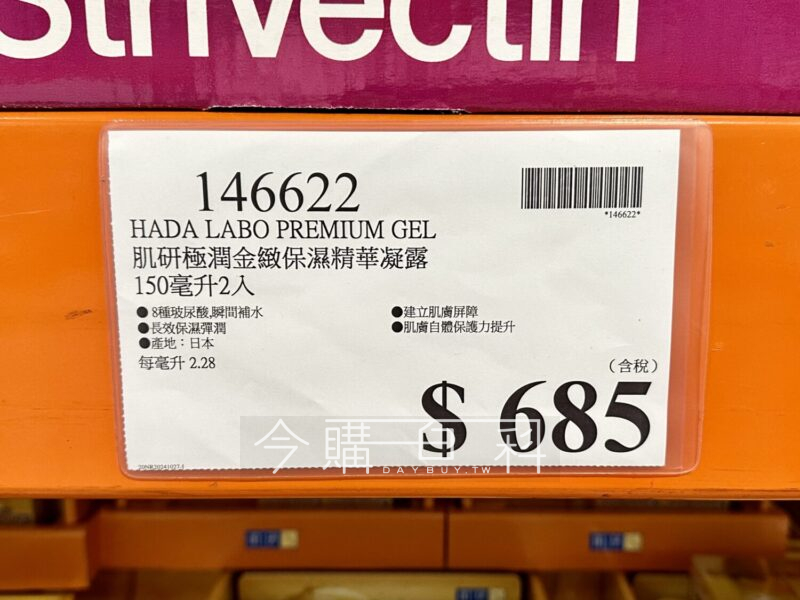 StriVectin
146622
*146622*
HADA LABO PREMIUM GEL
肌研極潤金緻保濕精華凝露
150毫升2入
● 8種玻尿酸,瞬間補水
●建立肌膚屏障
●長效保濕彈潤
●肌膚自體保護力提升
●產地：日本
每毫升 2.28
(含稅)
$ 685
今購百科
DAYBUY.TW